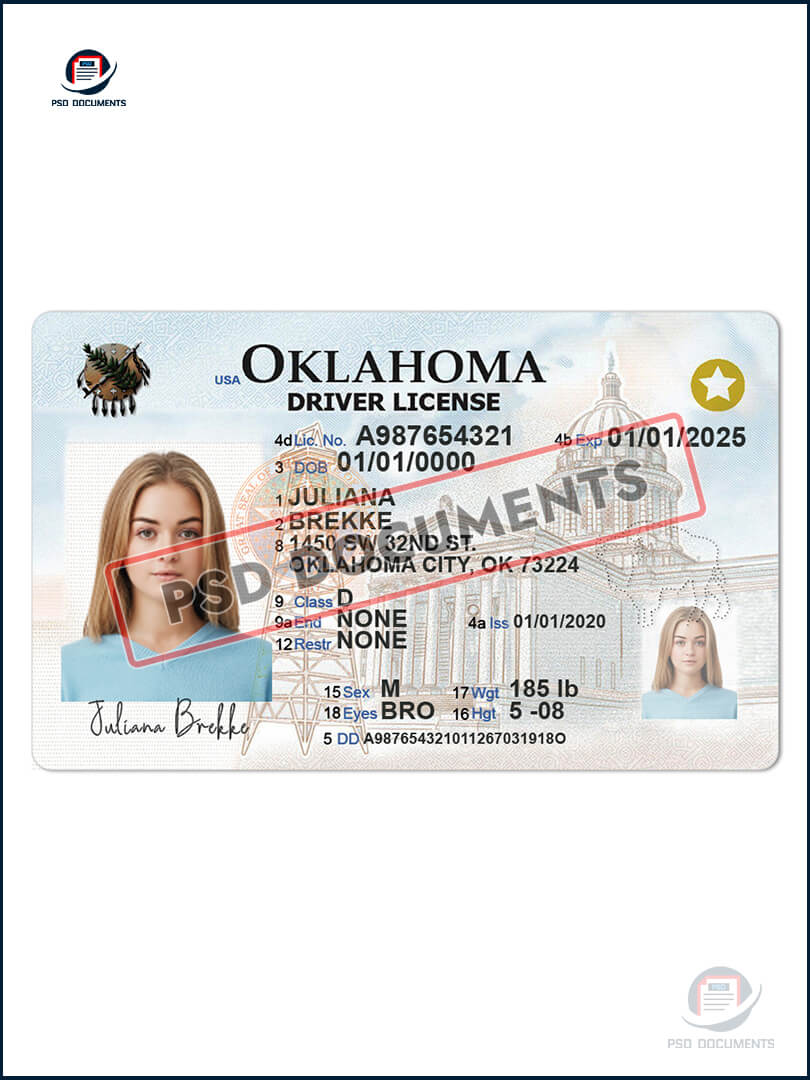 PSD DOCUMENTS
USA OKLAHOMA
DRIVER LICENSE
4d Lic. No. A987654321 4b Exp 01/01/2025
3 DOB 01/01/0000
1 JULIANA
2 BREKKE
8 1450 SW 32ND ST.
OKLAHOMA CITY, OK 73224
PSD DOCUMENTS
9 Class D
9a End NONE 4a Iss 01/01/2020
12 Restr NONE
15 Sex M 17 Wgt 185 lb
18 Eyes BRO 16 Hgt 5 -08
Juliana Brekke
5 DD A987654321011267031918O
PSD
PSD DOCUMENTS